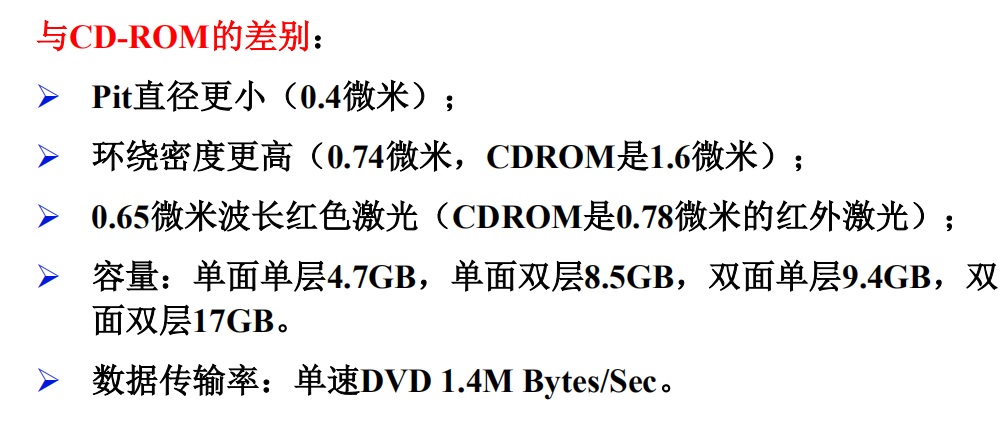 与CD-ROM的差别：
➢ Pit直径更小（0.4微米）；
➢ 环绕密度更高（0.74微米，CDROM是1.6微米）；
➢ 0.65微米波长红色激光（CDROM是0.78微米的红外激光）；
➢ 容量：单面单层4.7GB，单面双层8.5GB，双面单层9.4GB，双
面双层17GB。
➢ 数据传输率：单速DVD 1.4M Bytes/Sec。